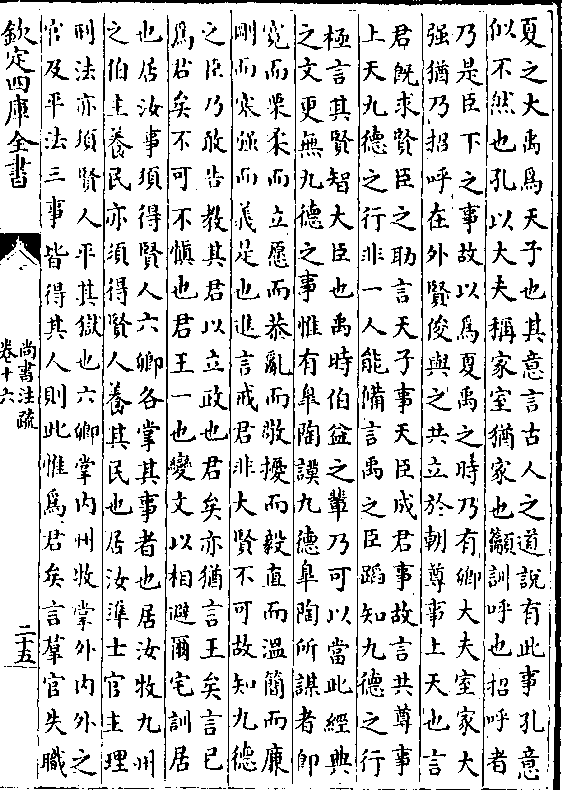 夏之大禹爲天子也其意言古人之道說有此事孔意
似不然也孔以大夫稱家室猶家也籲訓呼也招呼者
乃是臣下之事故以爲夏禹之時乃有卿大夫室家大
强猶乃招呼在外賢俊與之共立於朝尊事上天也言
君旣求賢臣之助言天子事天臣成君事故言共尊事
上天九德之行非一人能備言禹之臣蹈知九德之行
極言其賢智大臣也禹時伯益之輩乃可以當此經典
之文更無九德之事惟有臯陶謨九德臯陶所謀者卽
寛而栗柔而立愿而恭亂而敬擾而毅直而溫簡而廉
剛而塞强而義是也進言戒君非大賢不可故知九德
之臣乃敢告教其君以立政也君矣亦猶言王矣言已
爲君矣不可不愼也君王一也變文以相避爾宅訓居
也居汝事須得賢人六卿各掌其事者也居汝牧九州
之伯主養民亦須得賢人養其民也居汝準士官主理
刑法亦須賢人平其獄也六卿掌内州牧掌外内外之
官及平法三事皆得其人則此惟爲君矣言羣官失職
欽定四庫全書
尚書注疏
卷十六
二十五